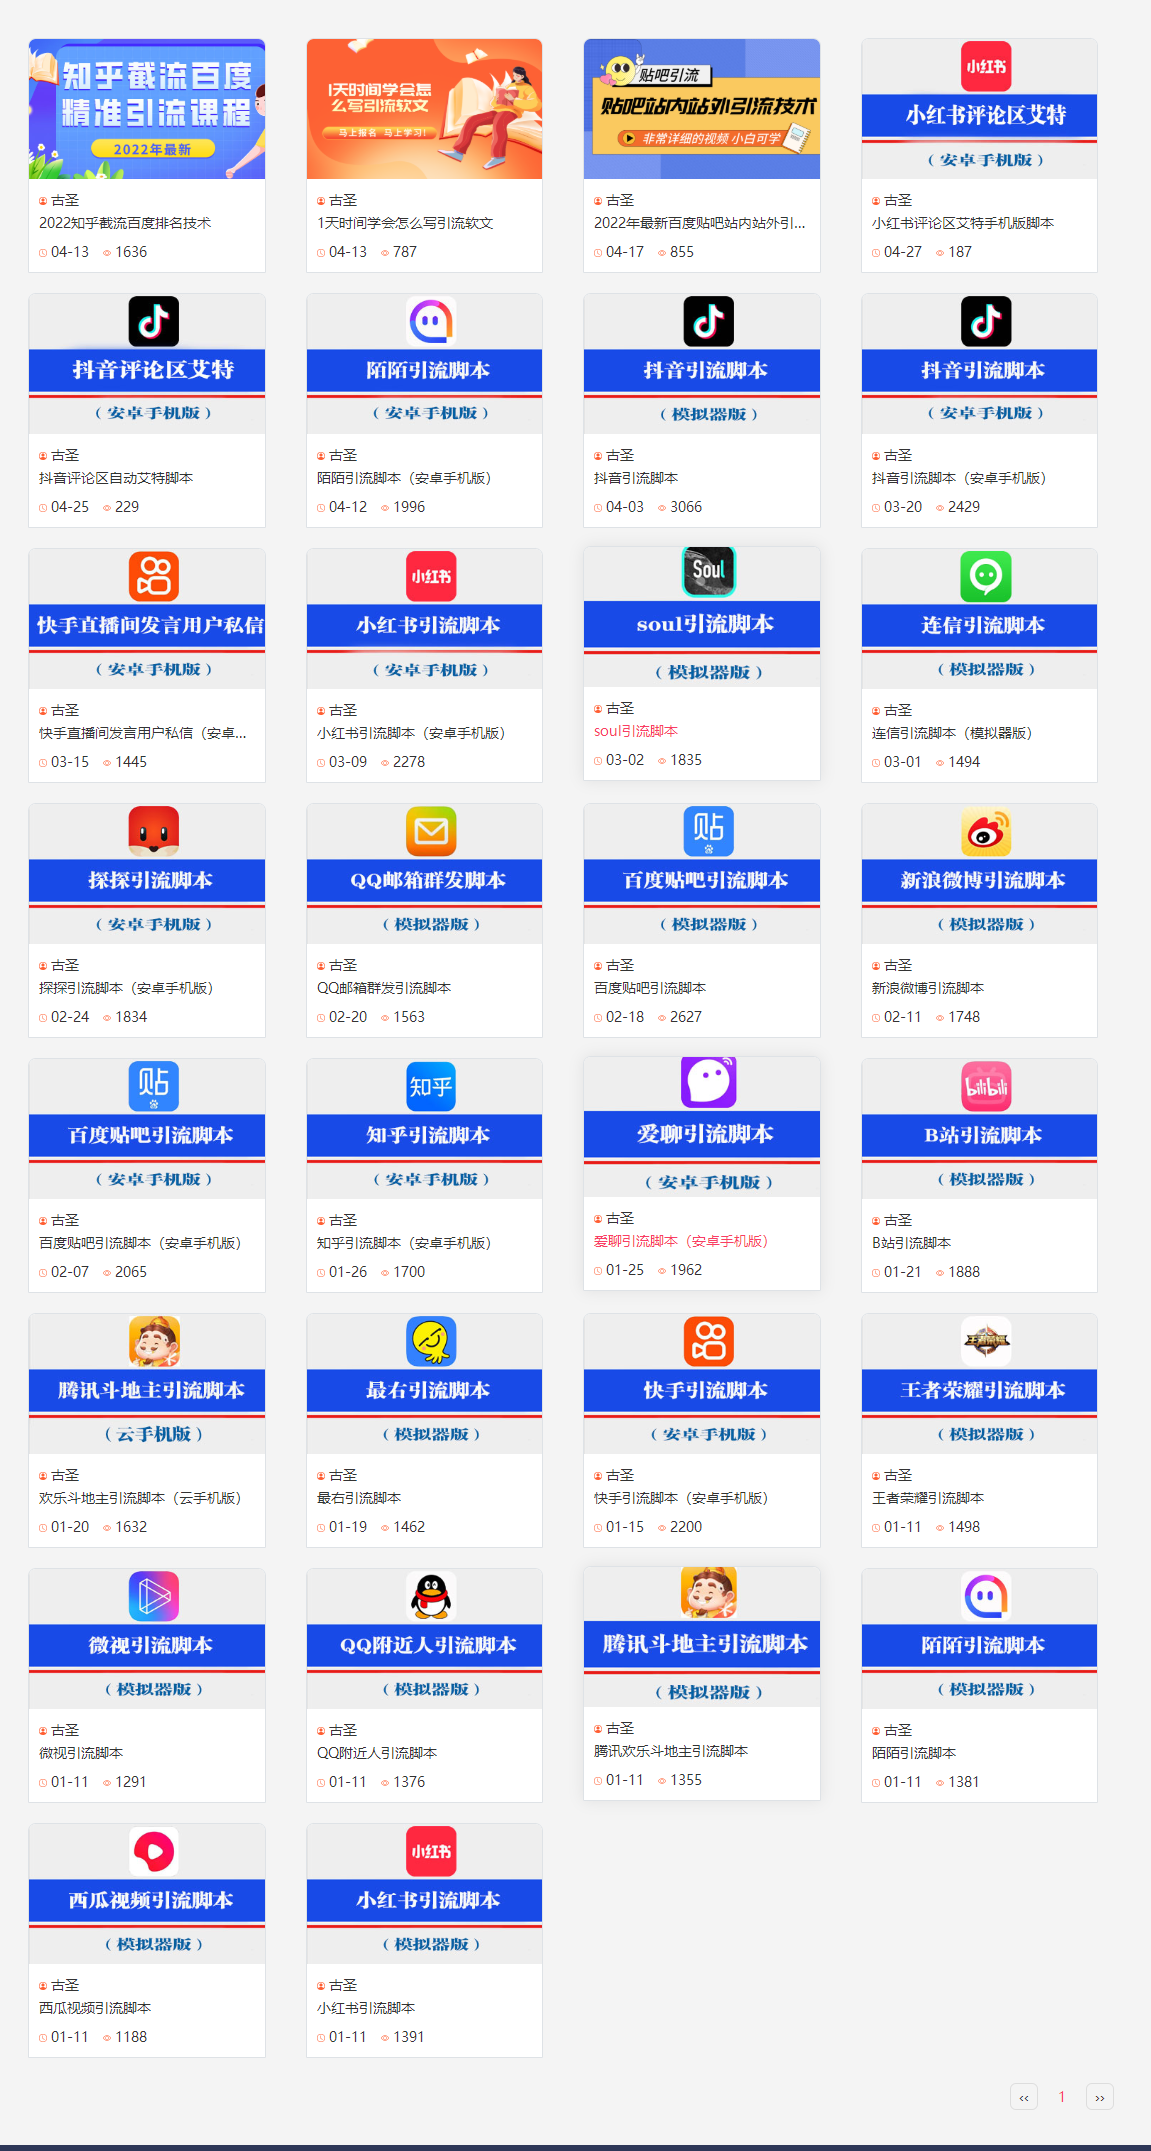 知乎截流百度
精准引流课程
2022年最新
古圣
2022知乎截流百度排名技术
04-13 1636
1天时间学会怎
么写引流软文
马上报名 马上学习!
古圣
1天时间学会怎么写引流软文
04-13 787
贴吧引流
贴吧站内站外引流技术
非常详细的视频 小白可学
古圣
2022年最新百度贴吧站内站外引...
04-17 855
小红书
小红书评论区艾特
（安卓手机版）
古圣
小红书评论区艾特手机版脚本
04-27 187
抖音评论区艾特
（安卓手机版）
古圣
抖音评论区自动艾特脚本
04-25 229
陌陌引流脚本
（安卓手机版）
古圣
陌陌引流脚本（安卓手机版）
04-12 1996
抖音引流脚本
（模拟器版）
古圣
抖音引流脚本
04-03 3066
抖音引流脚本
（安卓手机版）
古圣
抖音引流脚本（安卓手机版）
03-20 2429
快手直播间发言用户私信
（安卓手机版）
古圣
快手直播间发言用户私信（安卓...
03-15 1445
小红书
小红书引流脚本
（安卓手机版）
古圣
小红书引流脚本（安卓手机版）
03-09 2278
Soul
soul引流脚本
（模拟器版）
古圣
soul引流脚本
03-02 1835
连信引流脚本
（模拟器版）
古圣
连信引流脚本（模拟器版）
03-01 1494
探探引流脚本
（安卓手机版）
古圣
探探引流脚本（安卓手机版）
02-24 1834
QQ邮箱群发脚本
（模拟器版）
古圣
QQ邮箱群发引流脚本
02-20 1563
贴
百度贴吧引流脚本
（模拟器版）
古圣
百度贴吧引流脚本
02-18 2627
新浪微博引流脚本
（模拟器版）
古圣
新浪微博引流脚本
02-11 1748
贴
百度贴吧引流脚本
（安卓手机版）
古圣
百度贴吧引流脚本（安卓手机版）
02-07 2065
知乎
知乎引流脚本
（安卓手机版）
古圣
知乎引流脚本（安卓手机版）
01-26 1700
爱聊引流脚本
（安卓手机版）
古圣
爱聊引流脚本（安卓手机版）
01-25 1962
bilibili
B站引流脚本
（模拟器版）
古圣
B站引流脚本
01-21 1888
腾讯斗地主引流脚本
（云手机版）
古圣
欢乐斗地主引流脚本（云手机版）
01-20 1632
最右引流脚本
（模拟器版）
古圣
最右引流脚本
01-19 1462
快手引流脚本
（安卓手机版）
古圣
快手引流脚本（安卓手机版）
01-15 2200
王者荣耀
王者荣耀引流脚本
（模拟器版）
古圣
王者荣耀引流脚本
01-11 1498
微视引流脚本
（模拟器版）
古圣
微视引流脚本
01-11 1291
QQ附近人引流脚本
（模拟器版）
古圣
QQ附近人引流脚本
01-11 1376
腾讯斗地主引流脚本
（模拟器版）
古圣
腾讯欢乐斗地主引流脚本
01-11 1355
陌陌引流脚本
（模拟器版）
古圣
陌陌引流脚本
01-11 1381
西瓜视频引流脚本
（模拟器版）
古圣
西瓜视频引流脚本
01-11 1188
小红书
小红书引流脚本
（模拟器版）
古圣
小红书引流脚本
01-11 1391
‹‹ 1 ››